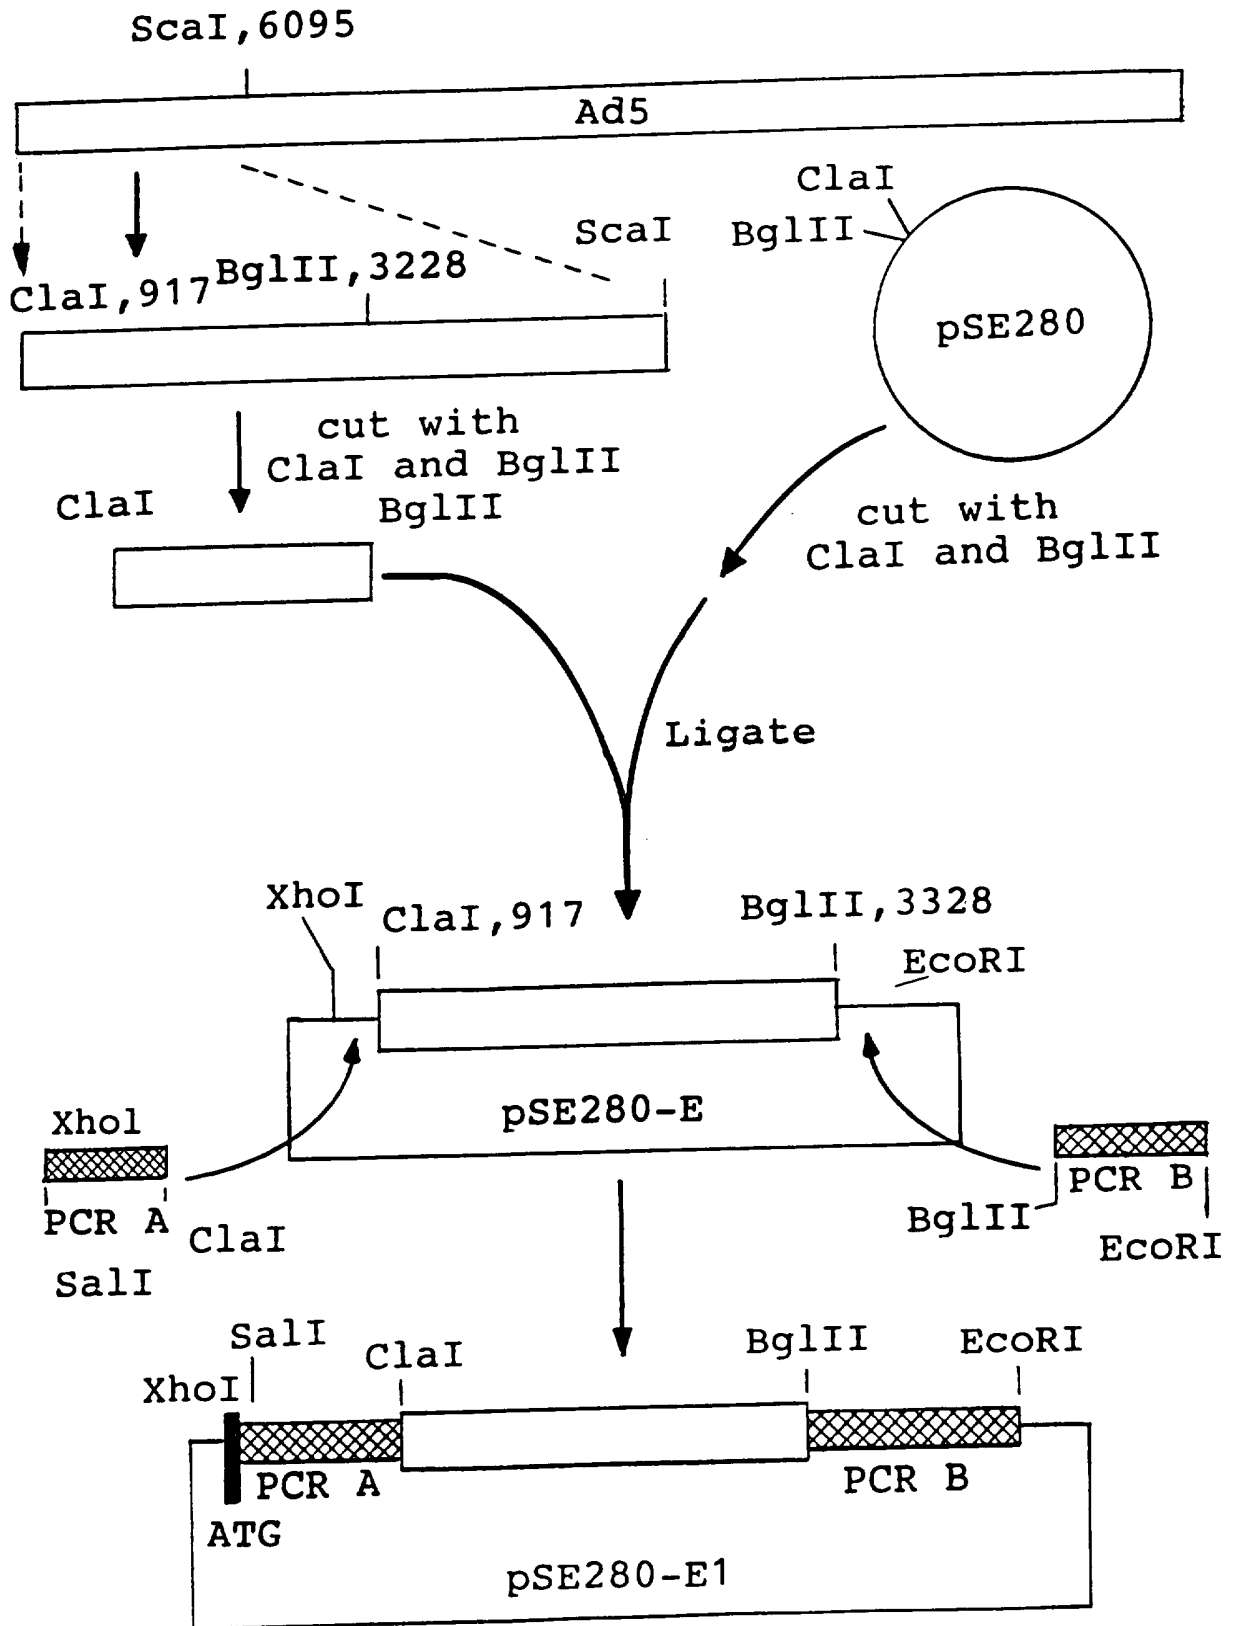 ScaI,6095
Ad5
ClaI
BglII
ScaI
BglII,3228
ClaI,917
pSE280
cut with
ClaI and BglII
ClaI
BglII
cut with
ClaI and BglII
Ligate
XhoI
ClaI,917
BglII,3328
EcoRI
pSE280-E
Xhol
PCR A
ClaI
SalI
PCR B
BglII
EcoRI
SalI
ClaI
BglII
EcoRI
XhoI
PCR A
PCR B
ATG
pSE280-E1